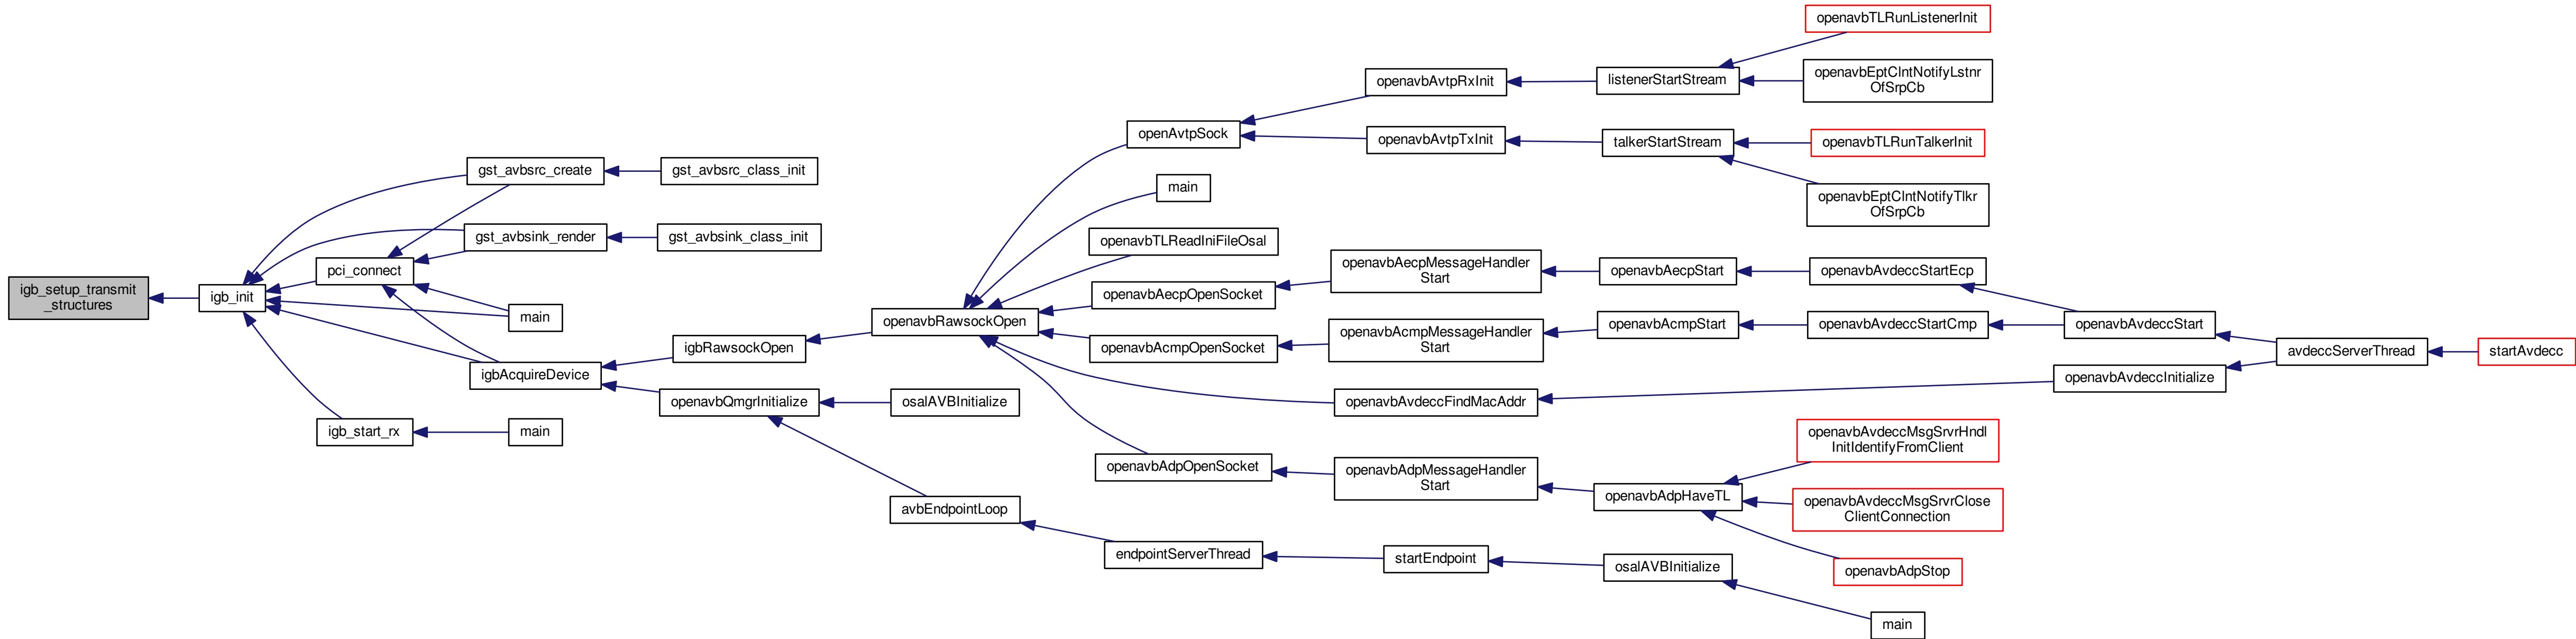 igb_setup_transmit
_structures
igb_init
gst_avbsrc_create
gst_avbsrc_class_init
gst_avbsink_render
gst_avbsink_class_init
pci_connect
main
igbAcquireDevice
igb_start_rx
main
igbRawsockOpen
openavbQmgrInitialize
osalAVBInitialize
avbEndpointLoop
openavbRawsockOpen
openAvtpSock
main
openavbTLReadIniFileOsal
openavbAecpOpenSocket
openavbAcmpOpenSocket
openavbAvdeccFindMacAddr
openavbAdpOpenSocket
endpointServerThread
openavbAvtpRxInit
openavbAvtpTxInit
openavbAecpMessageHandler
Start
openavbAcmpMessageHandler
Start
openavbAdpMessageHandler
Start
startEndpoint
listenerStartStream
talkerStartStream
openavbAecpStart
openavbAcmpStart
openavbAdpHaveTL
osalAVBInitialize
openavbTLRunListenerInit
openavbEptClntNotifyLstnr
OfSrpCb
openavbTLRunTalkerInit
openavbEptClntNotifyTlkr
OfSrpCb
openavbAvdeccStartEcp
openavbAvdeccStartCmp
openavbAvdeccMsgSrvrHndl
InitIdentifyFromClient
openavbAvdeccMsgSrvrClose
ClientConnection
openavbAdpStop
main
openavbAvdeccStart
openavbAvdeccInitialize
avdeccServerThread
startAvdecc